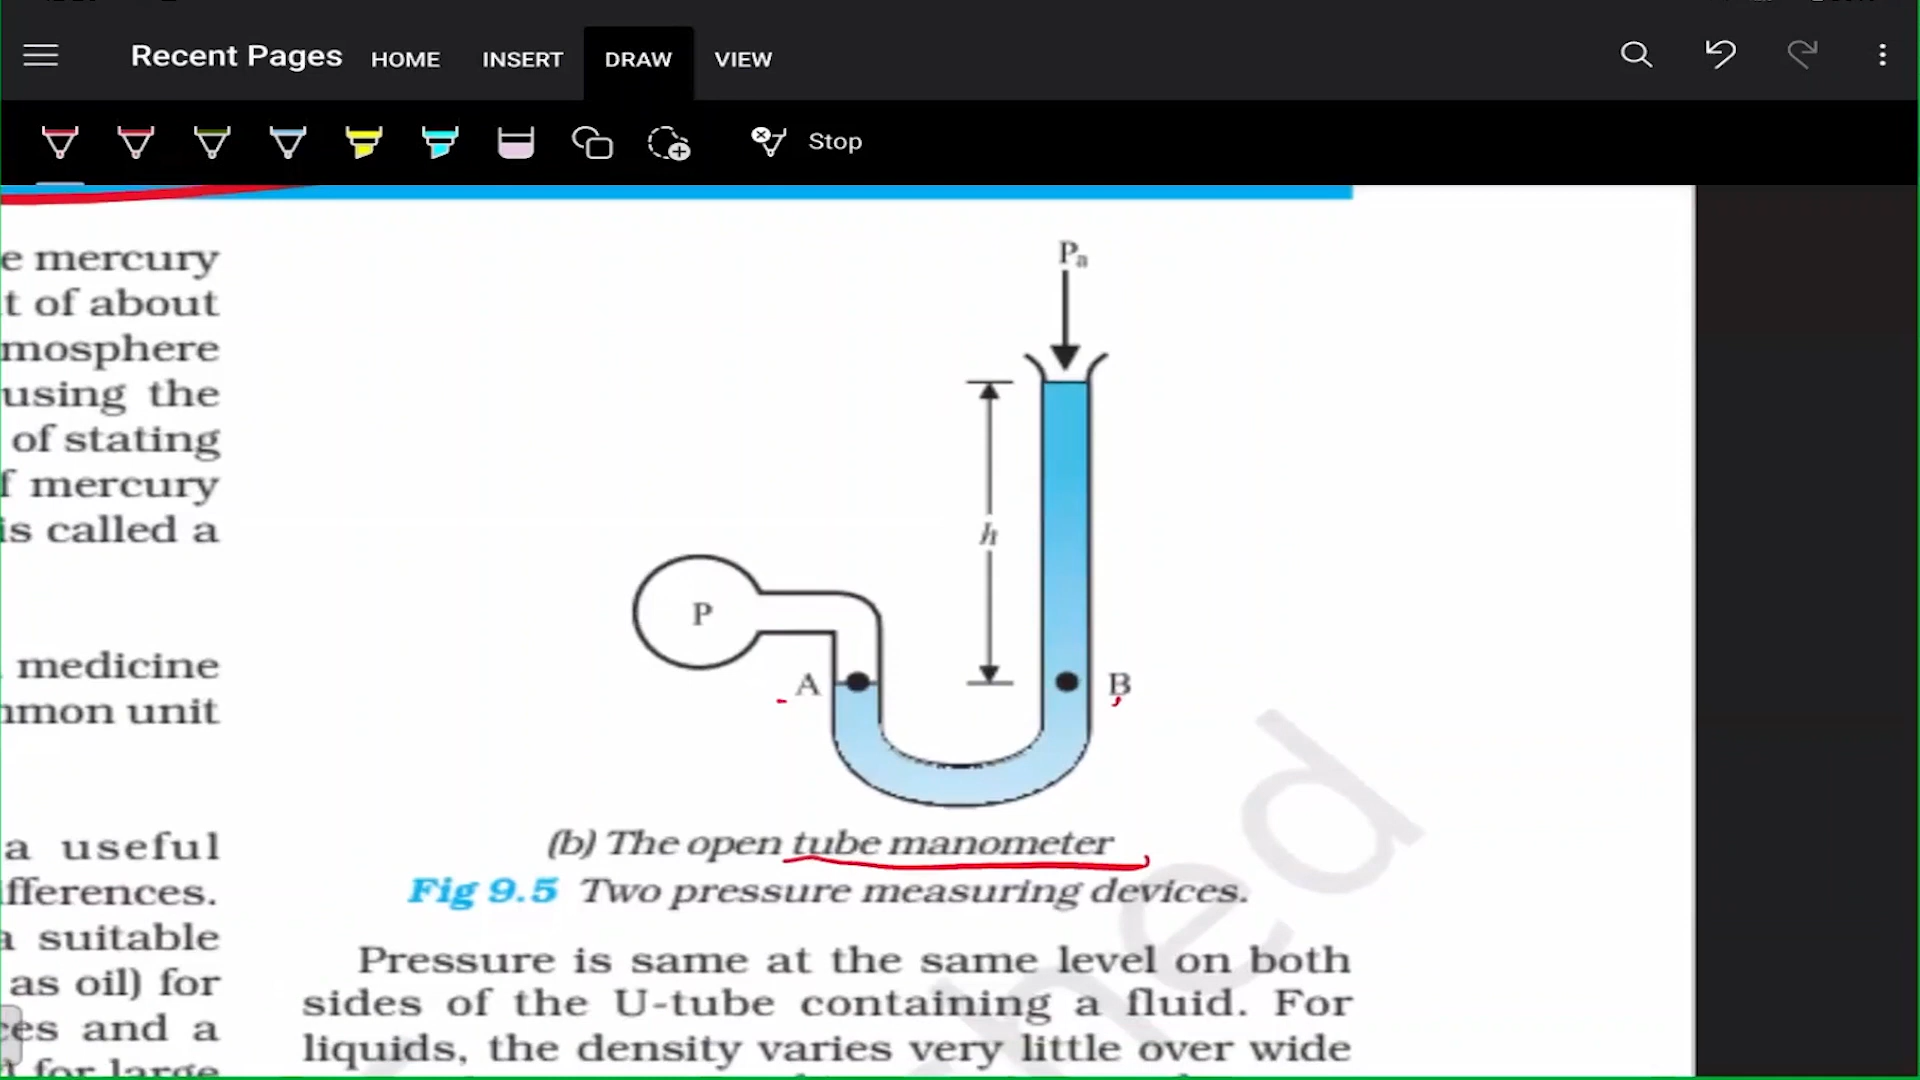 Recent Pages HOME INSERT DRAW VIEW
Stop
e mercury
t of about
mosphere
using the
of stating
f mercury
is called a
medicine
mmon unit
a useful
fferences.
a suitable
as oil) for
ces and a
for large
Pa
h
P
A
B
(b) The open tube manometer
Fig 9.5 Two pressure measuring devices.
Pressure is same at the same level on both
sides of the U-tube containing a fluid. For
liquids, the density varies very little over wide